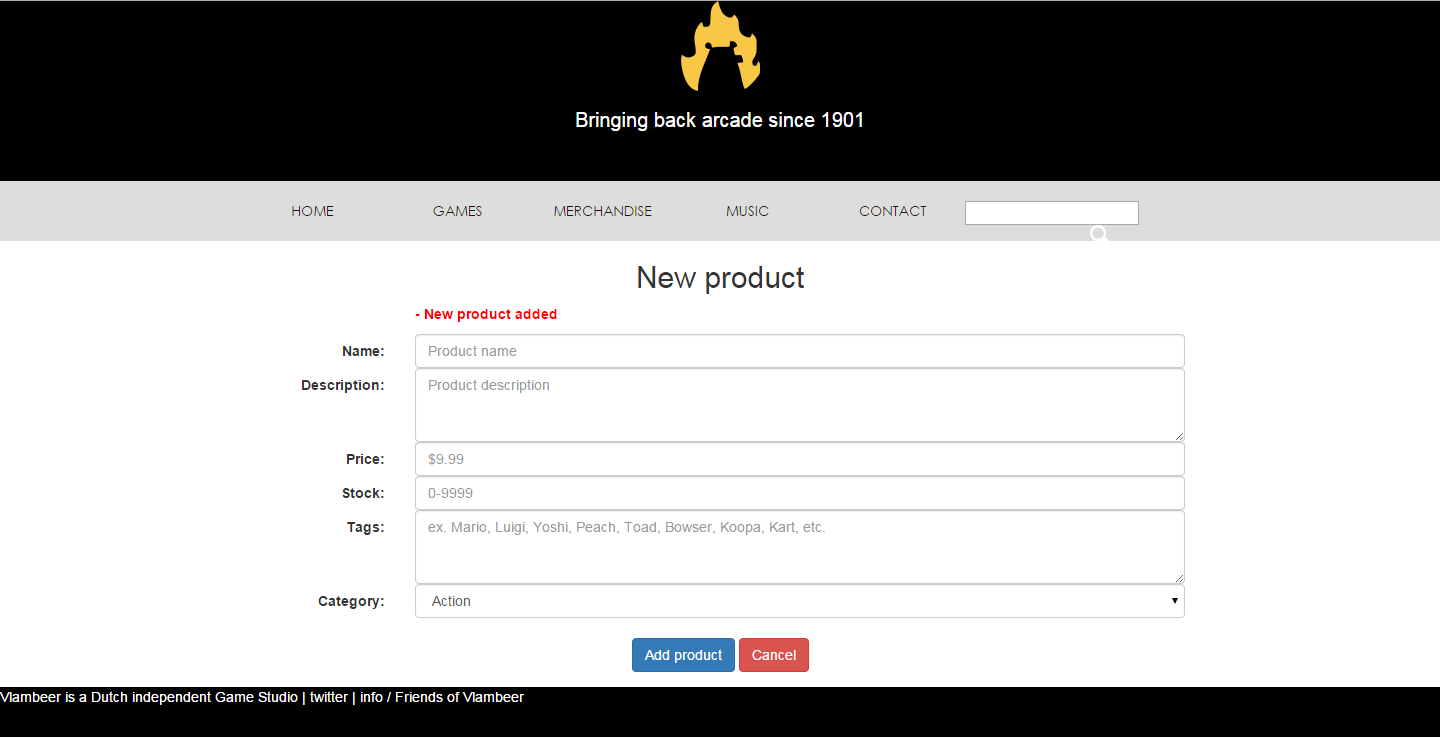 Bringing back arcade since 1901
HOME GAMES MERCHANDISE MUSIC CONTACT
New product
- New product added
Name: Product name
Description: Product description
Price: $9.99
Stock: 0-9999
Tags: ex. Mario, Luigi, Yoshi, Peach, Toad, Bowser, Koopa, Kart, etc.
Category: Action
Add product Cancel
Vlambeer is a Dutch independent Game Studio | twitter | info / Friends of Vlambeer